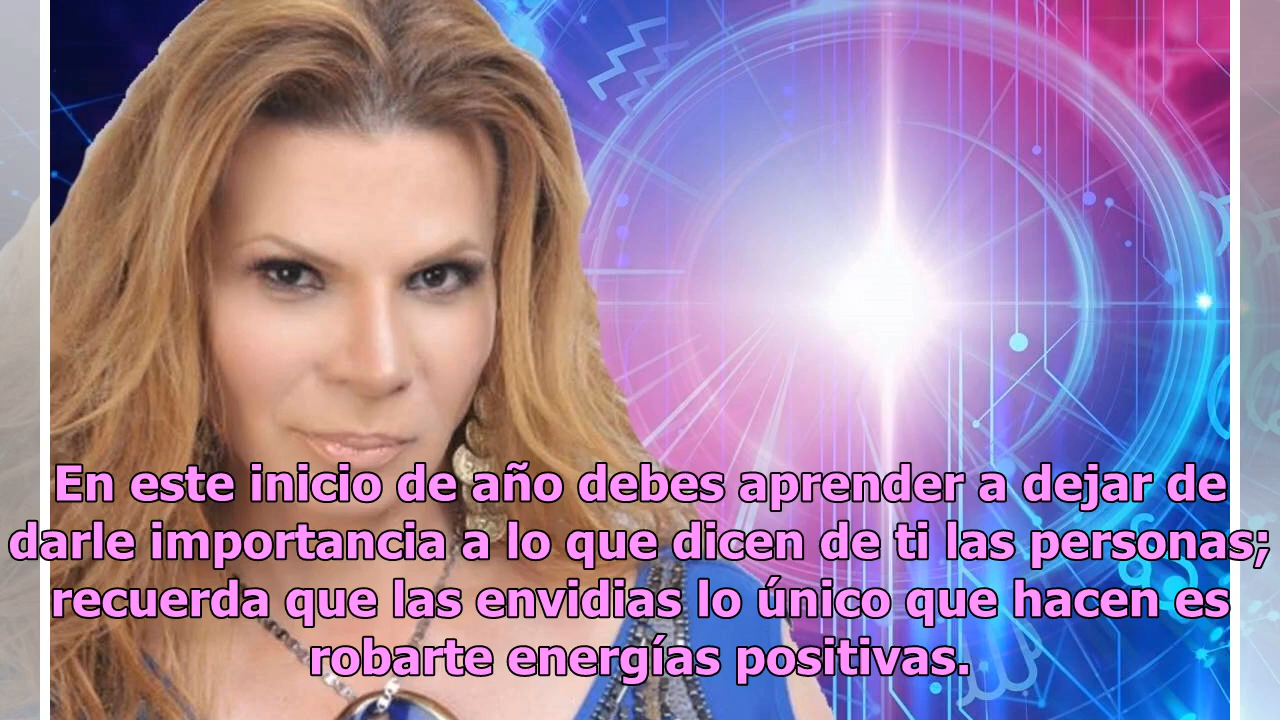 En este inicio de año debes aprender a dejar de
darle importancia a lo que dicen de ti las personas;
recuerda que las envidias lo único que hacen es
robarte energías positivas.